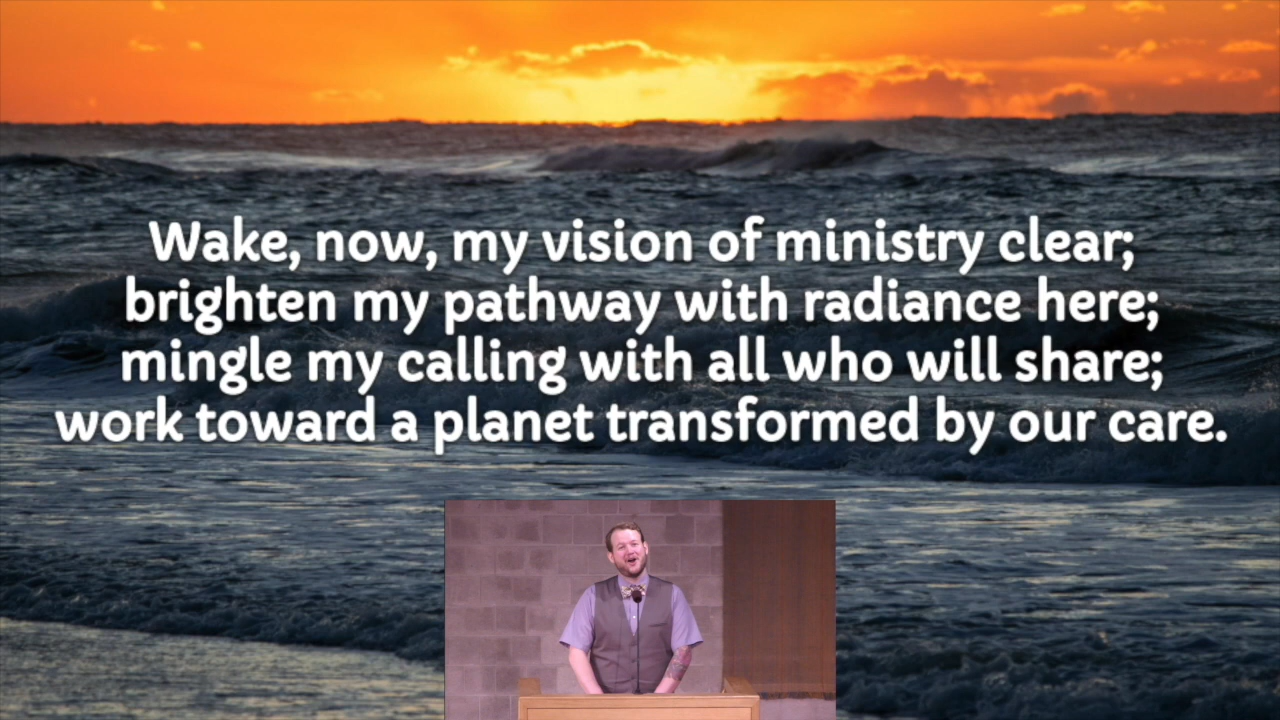 Wake, now, my vision of ministry clear;
brighten my pathway with radiance here;
mingle my calling with all who will share;
work toward a planet transformed by our care.